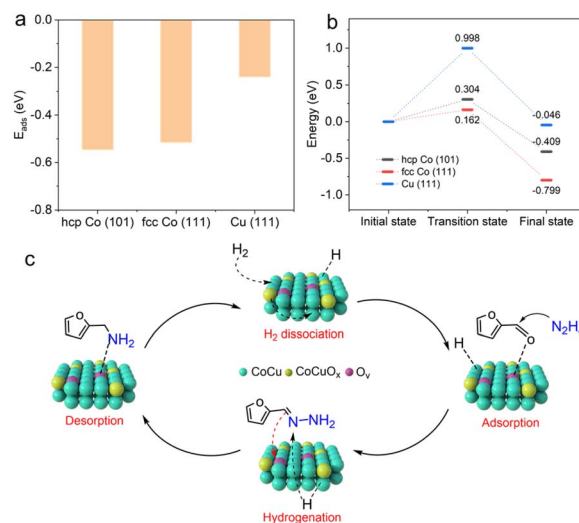 a
0.0
-0.2
-0.4
-0.6
-0.8
E_ads (eV)
hcp Co (101) fcc Co (111) Cu (111)
b
1.0
0.5
0.0
-0.5
-1.0
Energy (eV)
0.998
0.304
0.162
-0.046
-0.409
-0.799
hcp Co (101)
fcc Co (111)
Cu (111)
Initial state Transition state Final state
c
H2
H
H2 dissociation
O
NH2
Desorption
CoCu CoCuOx Ov
H
O
O
Adsorption
O
N-NH2
H
Hydrogenation